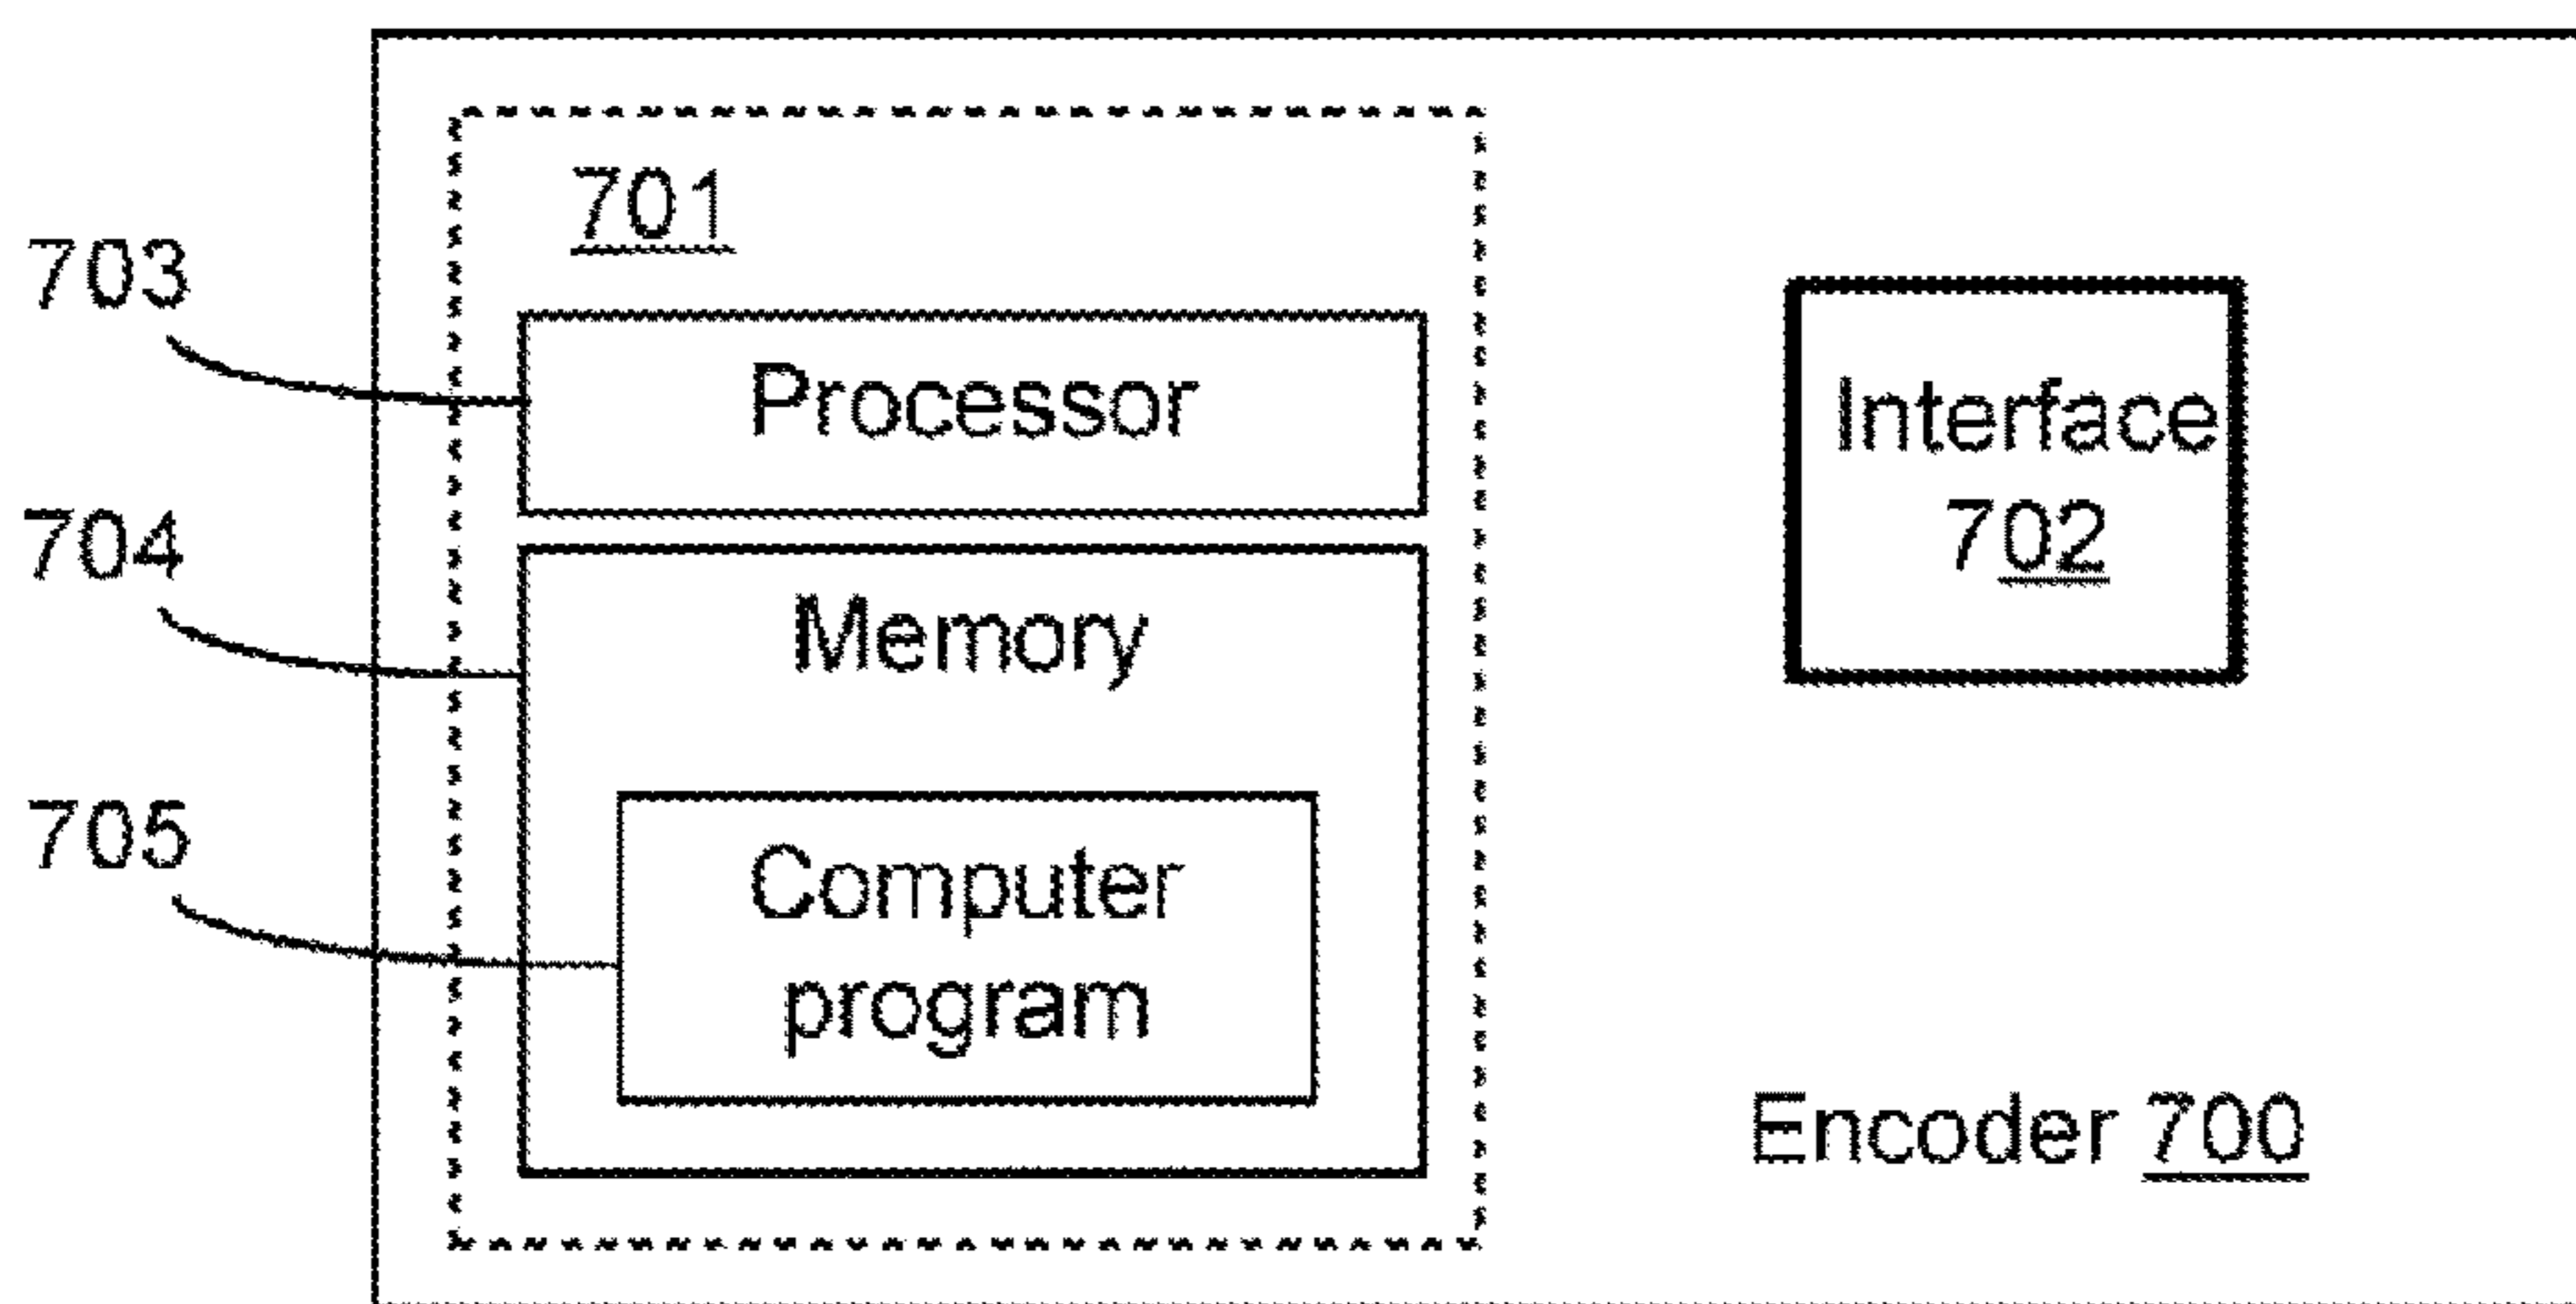 701
703
Processor
Interface
702
704
Memory
705
Computer
program
Encoder 700